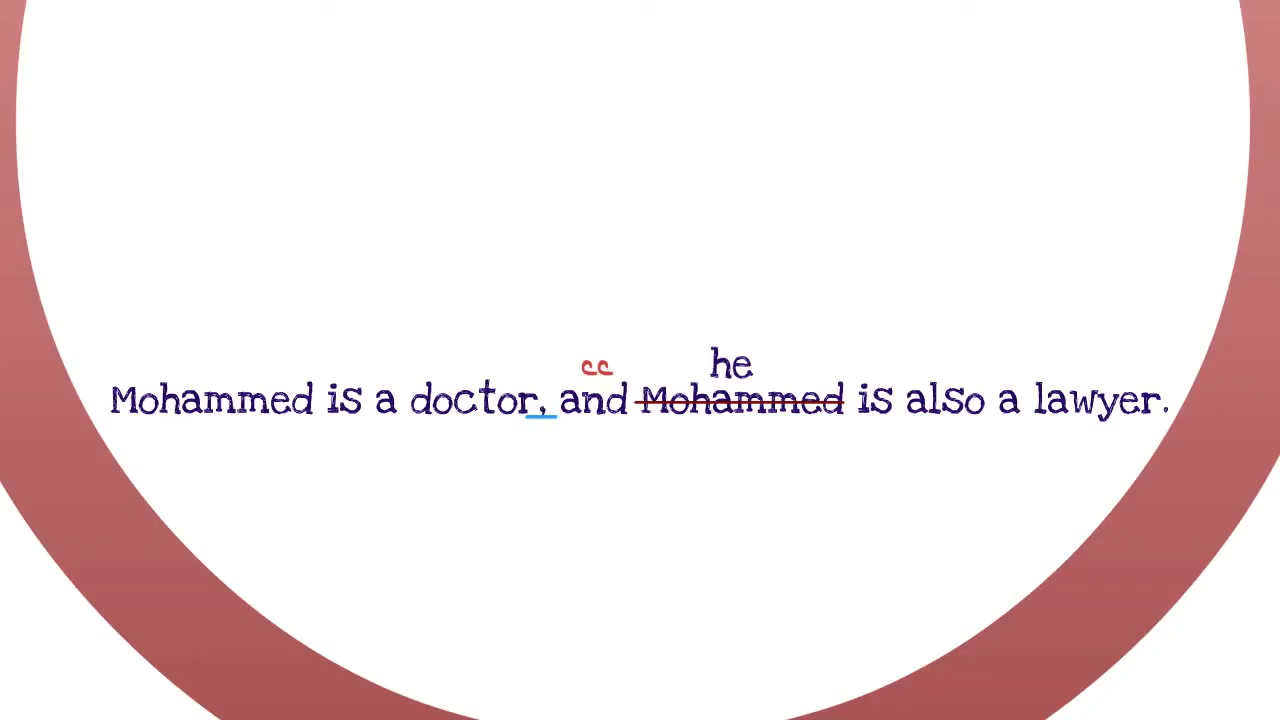 cc he
Mohammed is a doctor, and Mohammed is also a lawyer.